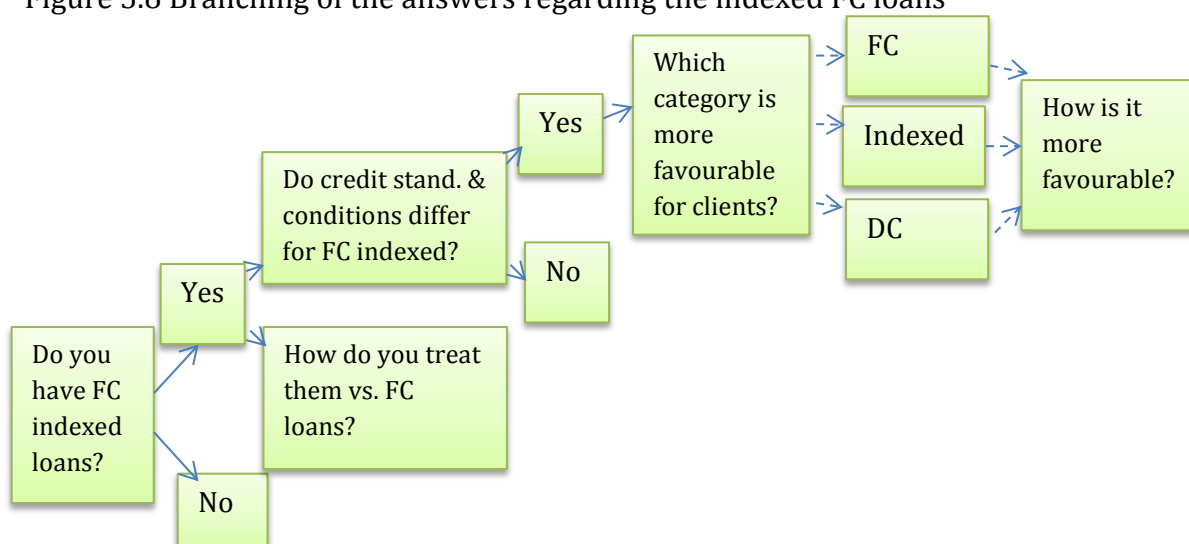 Figure 5.8 Branching of the answers regarding the indexed FC loans
Do you
have FC
indexed
loans?
Yes
No
Do credit stand. &
conditions differ
for FC indexed?
How do you treat
them vs. FC
loans?
Yes
No
Which
category is
more
favourable
for clients?
FC
Indexed
DC
How is it
more
favourable?